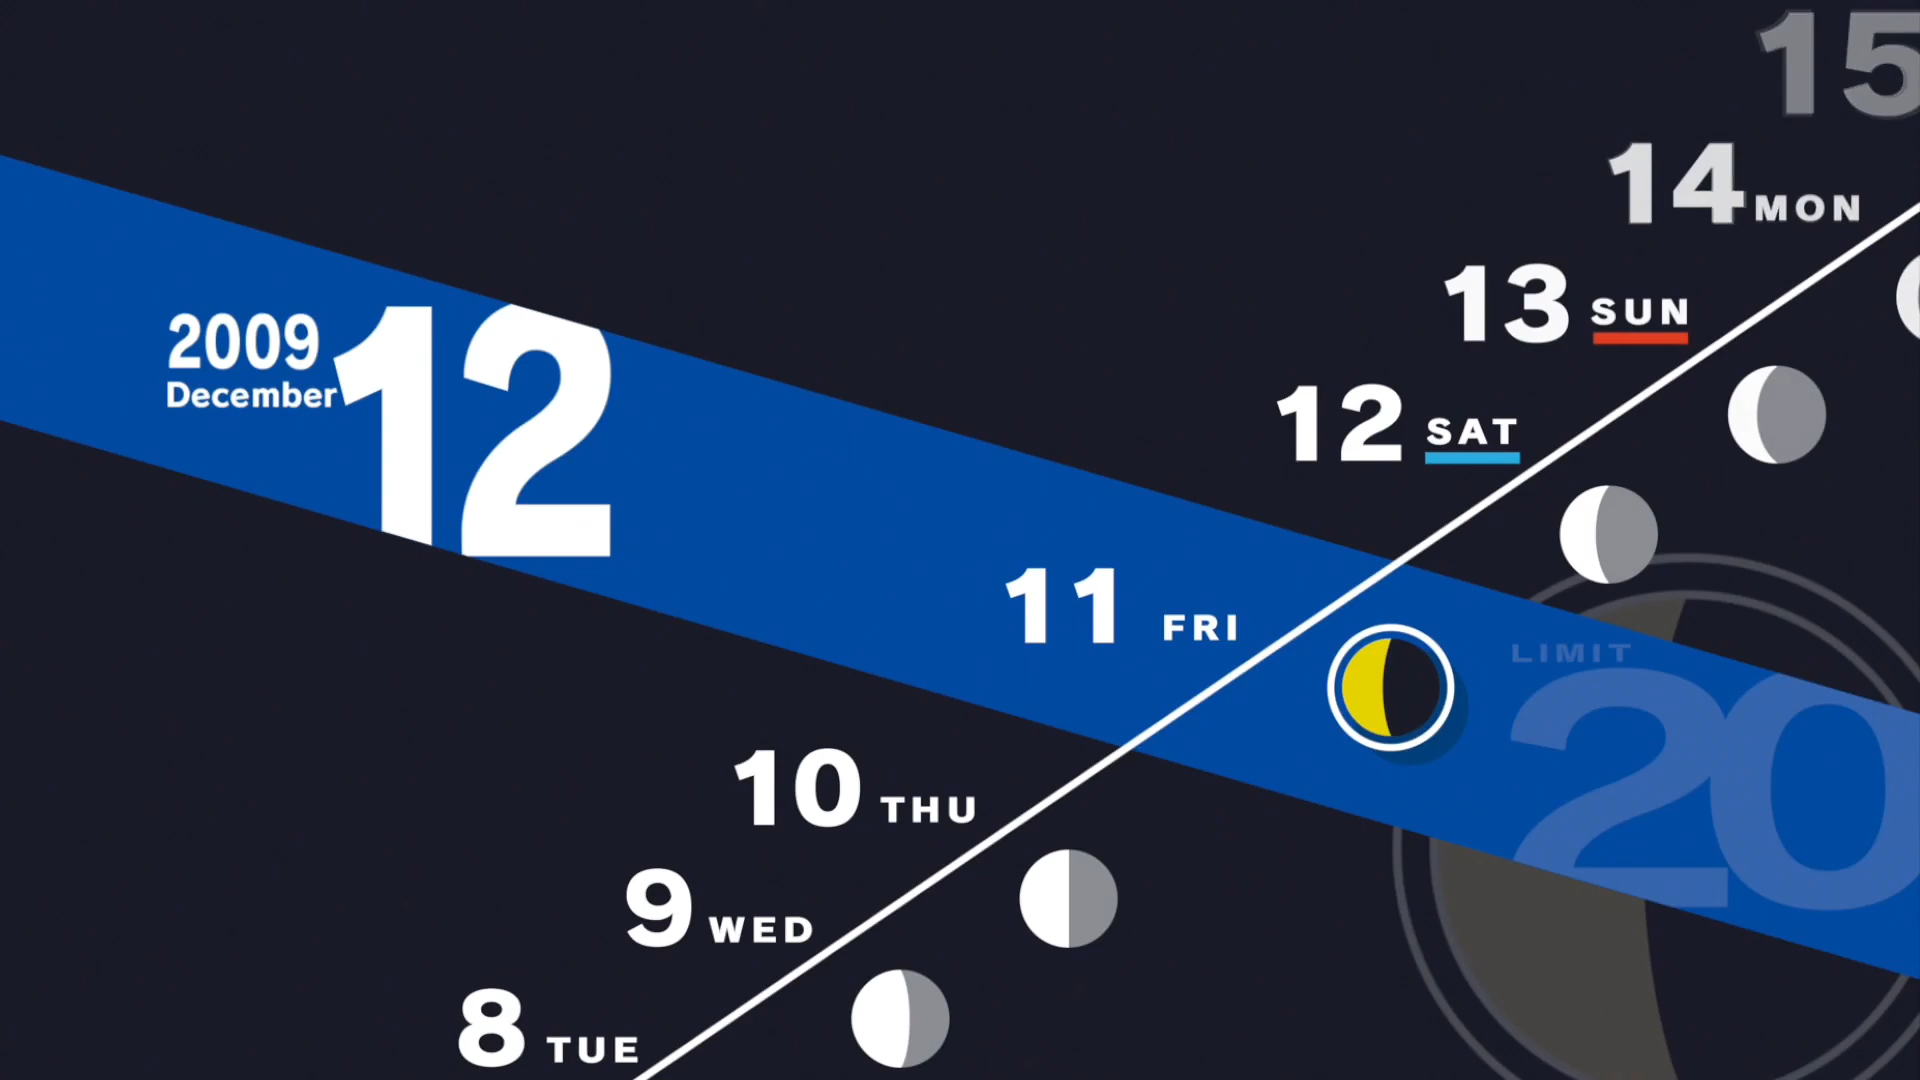 15
14 MON
13 SUN
2009
December
12
12 SAT
11 FRI
LIMIT
20
10 THU
9 WED
8 TUE